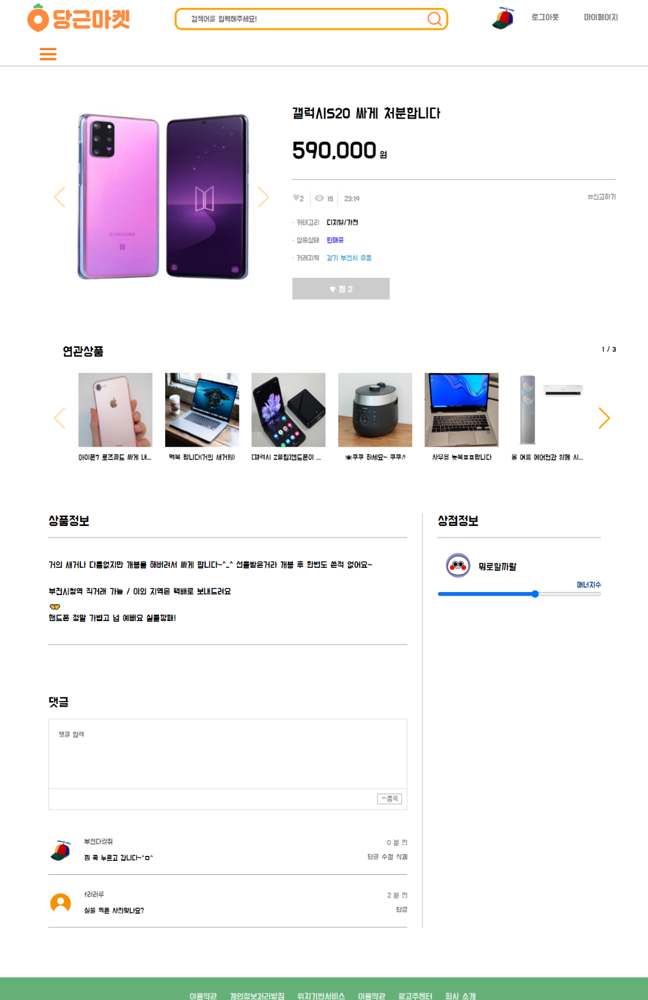 당근마켓
검색어를 입력해주세요!
로그아웃
마이페이지
갤럭시S20 싸게 처분합니다
590,000 원
♥2
15
23:19
☎신고하기
· 카테고리 디지털/가전
· 상품상태 판매중
· 거래지역 경기 부천시 중동
♥ 찜 2
SAMSUNG
연관상품
1 / 3
아이폰7 로즈골드 싸게 내...
맥북 팝니다(거의 새거임)
[갤럭시 Z플립]핸드폰이 ...
🍽쿠쿠 하세요~ 쿠쿠♬
사무용 노트북ㅍㅍ팝니다
올 여름 에어컨과 함께 시...
상품정보
거의 새거나 다름없지만 개봉을 해버려서 싸게 팝니다~^_^ 선물받은거라 개봉 후 한번도 쓴적 없어요~
부천시청역 직거래 가능 / 이외 지역은 택배로 보내드려요
핸드폰 정말 가볍고 넘 예뻐요 실물깡패!
상점정보
뭐로할까랄
매너지수
댓글
댓글 입력
등록
부천다람쥐
0 분 전
찜 꼭 누르고 갑니다~^ㅁ^
답글 수정 삭제
f라러루
2 분 전
실물 찍은 사진맞나요?
답글
이용약관
개인정보처리방침
위치기반서비스
이용약관
광고주센터
회사 소개